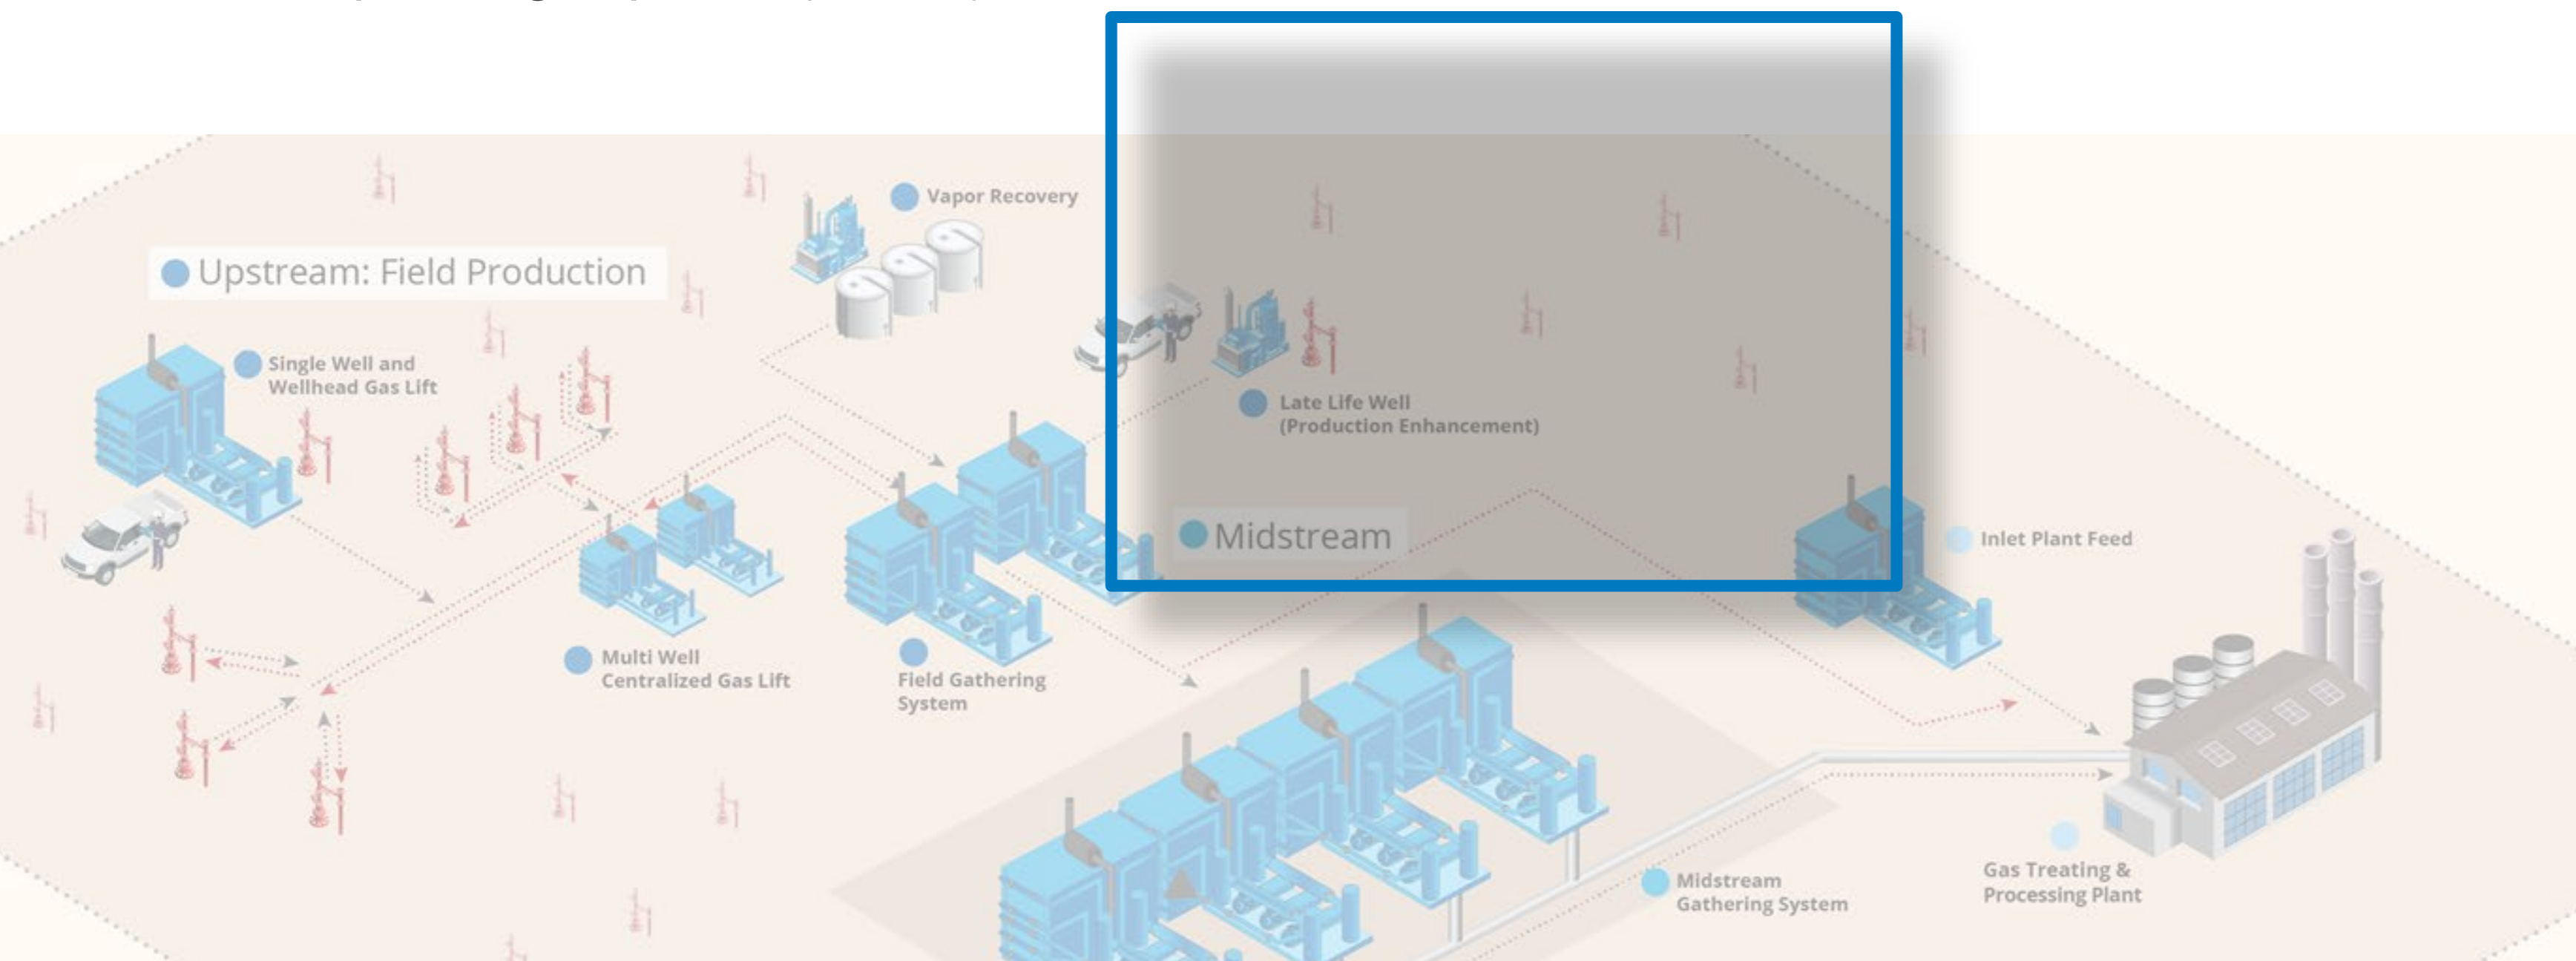 Vapor Recovery
Upstream: Field Production
Single Well and
Wellhead Gas Lift
Late Life Well
(Production Enhancement)
Midstream
Inlet Plant Feed
Multi Well
Centralized Gas Lift
Field Gathering
System
Midstream
Gathering System
Gas Treating &
Processing Plant